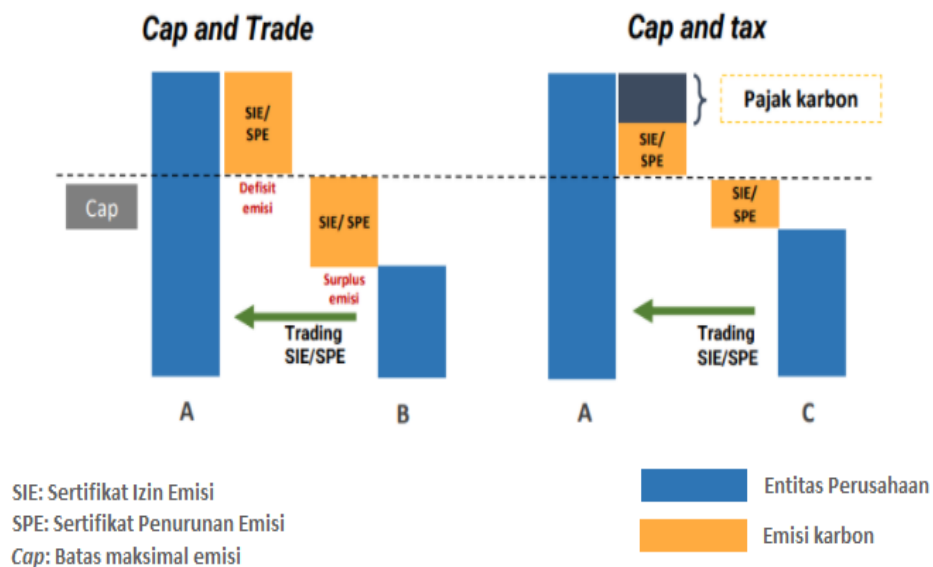 Cap and Trade
Cap and tax
SIE/
SPE
Pajak karbon
SIE/
SPE
Cap
Defisit
emisi
SIE/ SPE
SIE/
SPE
Surplus
emisi
Trading
SIE/SPE
Trading
SIE/SPE
A
B
A
C
SIE: Sertifikat Izin Emisi
SPE: Sertifikat Penurunan Emisi
Cap: Batas maksimal emisi
Entitas Perusahaan
Emisi karbon